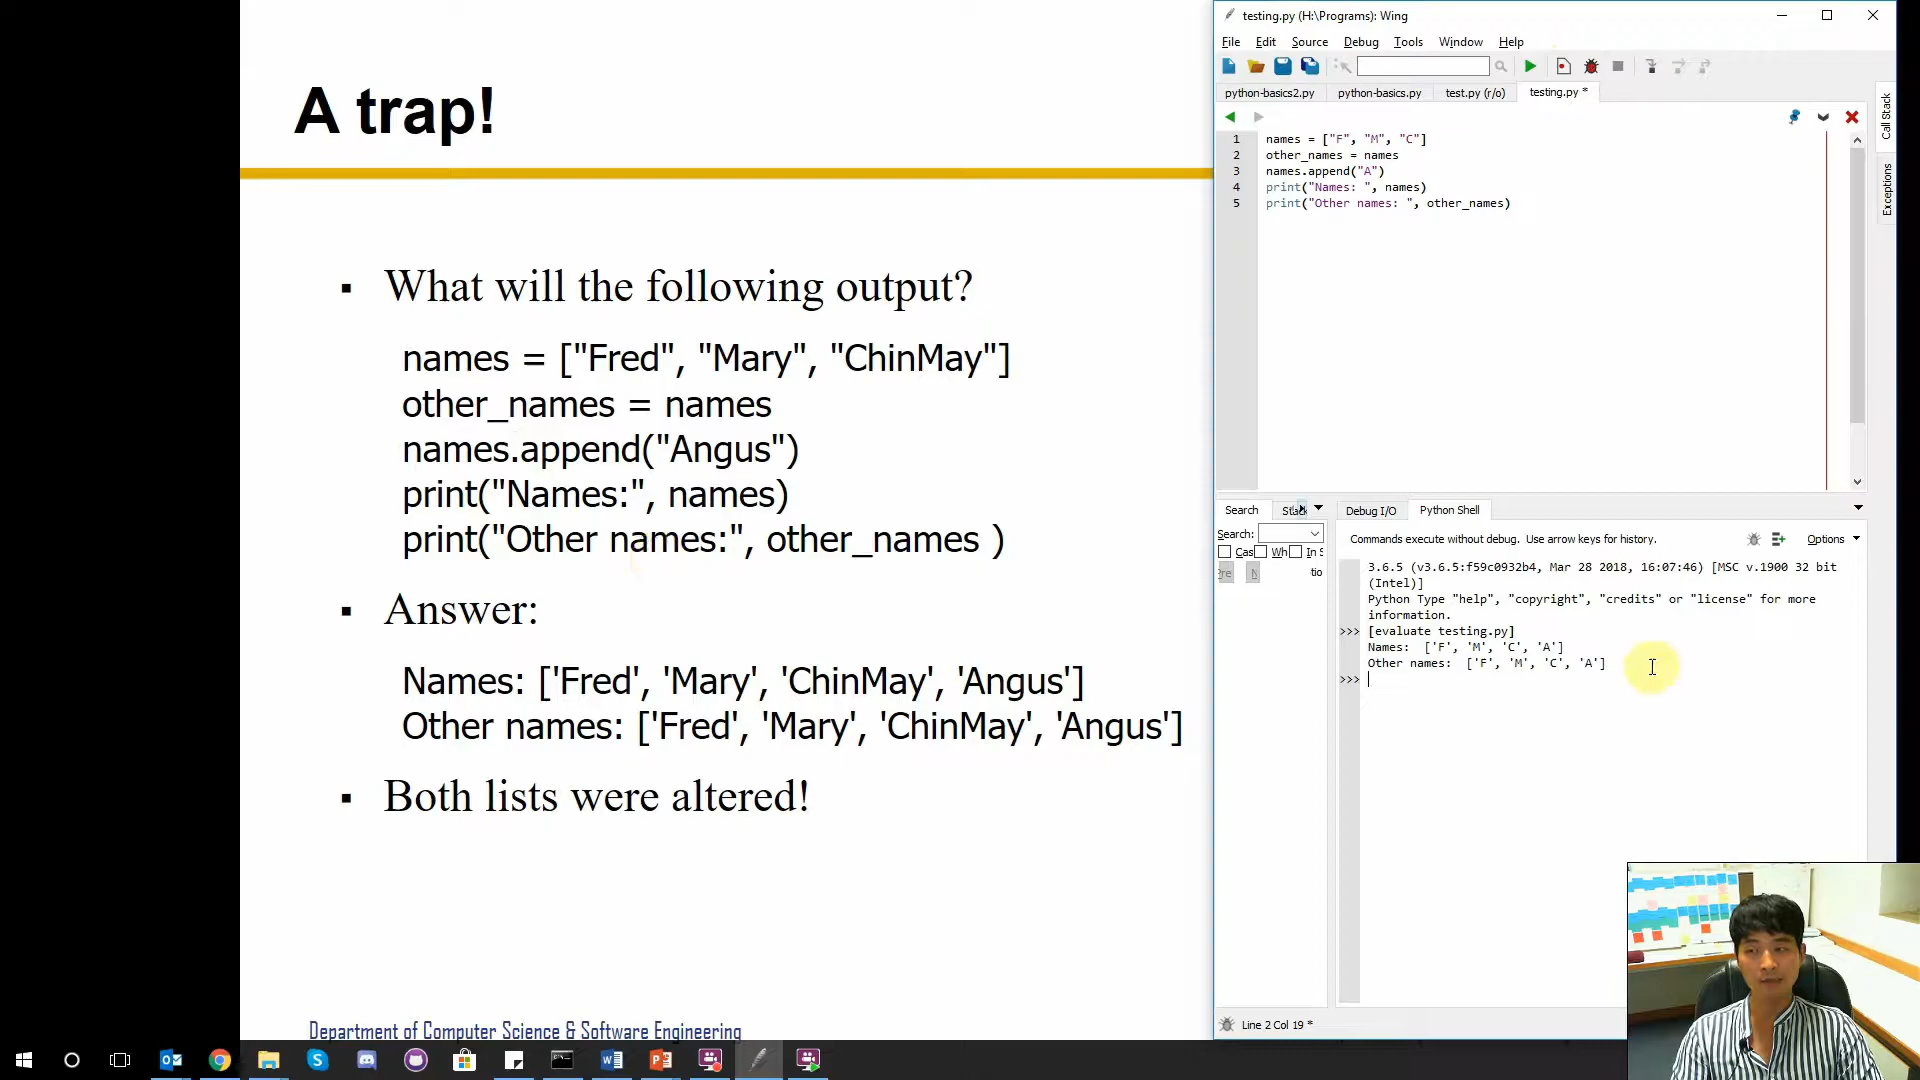 A trap!
▪ What will the following output?
names = ["Fred", "Mary", "ChinMay"]
other_names = names
names.append("Angus")
print("Names:", names)
print("Other names:", other_names )
▪ Answer:
Names: ['Fred', 'Mary', 'ChinMay', 'Angus']
Other names: ['Fred', 'Mary', 'ChinMay', 'Angus']
▪ Both lists were altered!
Department of Computer Science & Software Engineering
testing.py (H:\Programs): Wing
File Edit Source Debug Tools Window Help
python-basics2.py python-basics.py test.py (r/o) testing.py *
1 names = ["F", "M", "C"]
2 other_names = names
3 names.append("A")
4 print("Names: ", names)
5 print("Other names: ", other_names)
Call Stack
Exceptions
Search Stack
Debug I/O Python Shell
Search:
Cas Wh In S
Pre N tio
Commands execute without debug. Use arrow keys for history.
Options
3.6.5 (v3.6.5:f59c0932b4, Mar 28 2018, 16:07:46) [MSC v.1900 32 bit
(Intel)]
Python Type "help", "copyright", "credits" or "license" for more
information.
>>> [evaluate testing.py]
Names:  ['F', 'M', 'C', 'A']
Other names:  ['F', 'M', 'C', 'A']
>>>
Line 2 Col 19 *